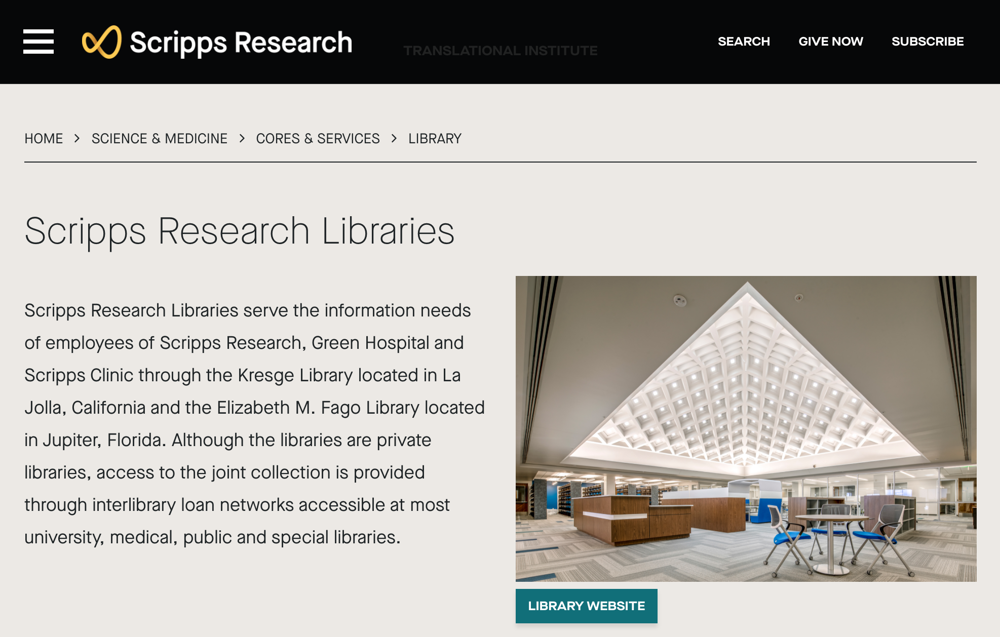 Scripps Research
TRANSLATIONAL INSTITUTE
SEARCH GIVE NOW SUBSCRIBE
HOME > SCIENCE & MEDICINE > CORES & SERVICES > LIBRARY
Scripps Research Libraries
Scripps Research Libraries serve the information needs
of employees of Scripps Research, Green Hospital and
Scripps Clinic through the Kresge Library located in La
Jolla, California and the Elizabeth M. Fago Library located
in Jupiter, Florida. Although the libraries are private
libraries, access to the joint collection is provided
through interlibrary loan networks accessible at most
university, medical, public and special libraries.
LIBRARY WEBSITE